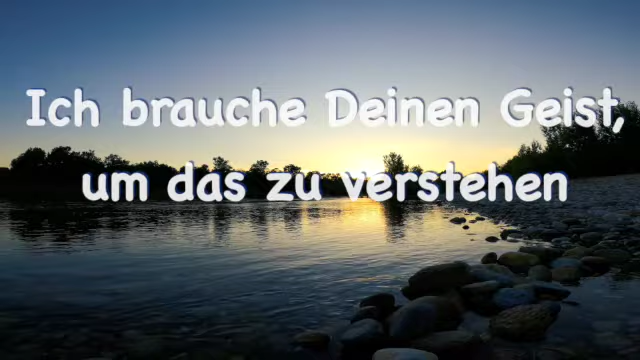 Ich brauche Deinen Geist,
um das zu verstehen